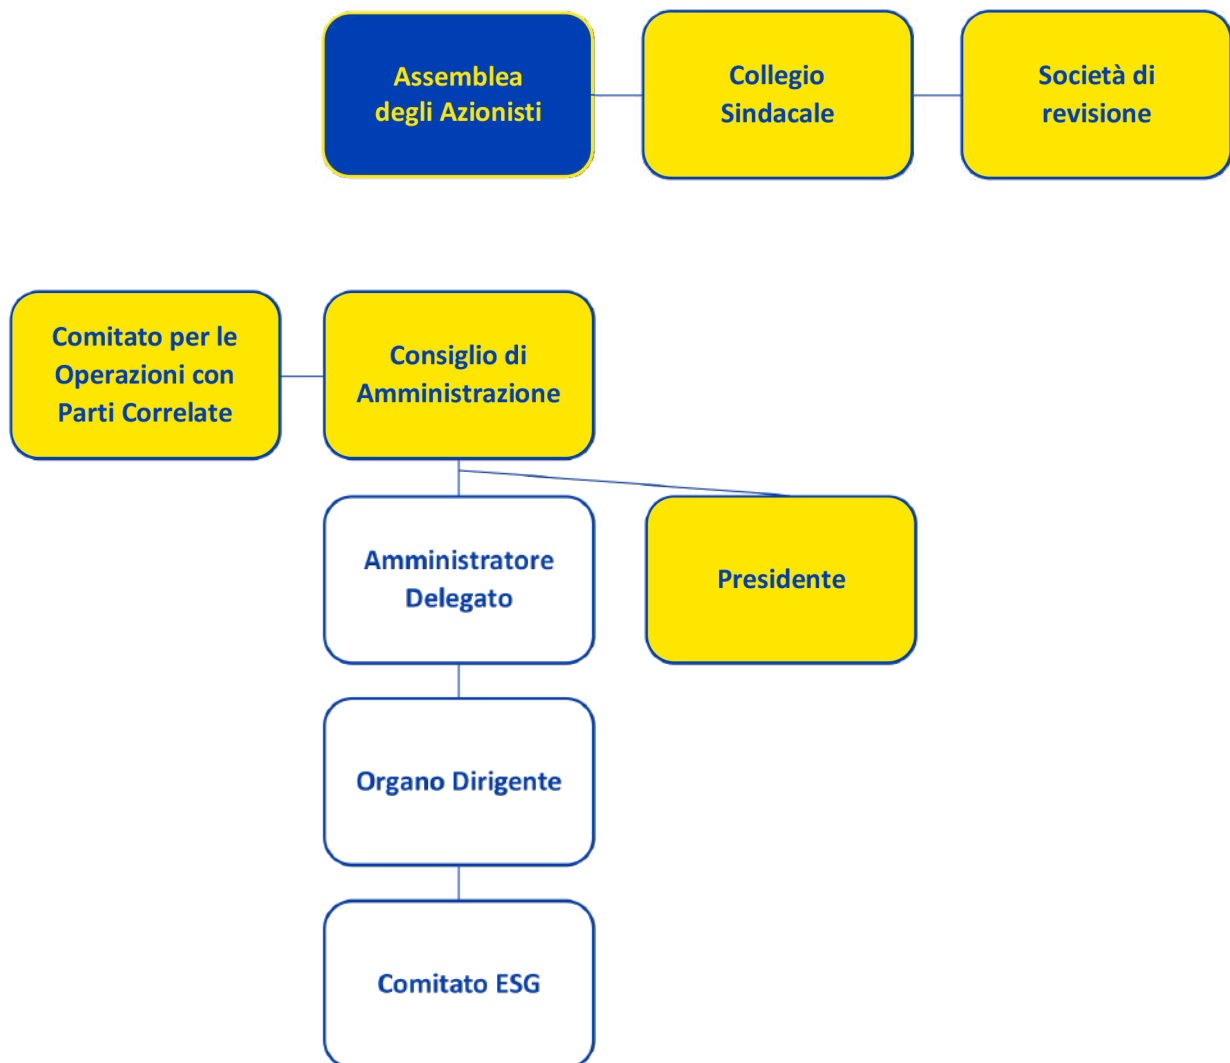 Assemblea
degli Azionisti
Collegio
Sindacale
Società di
revisione
Comitato per le
Operazioni con
Parti Correlate
Consiglio di
Amministrazione
Amministratore
Delegato
Presidente
Organo Dirigente
Comitato ESG